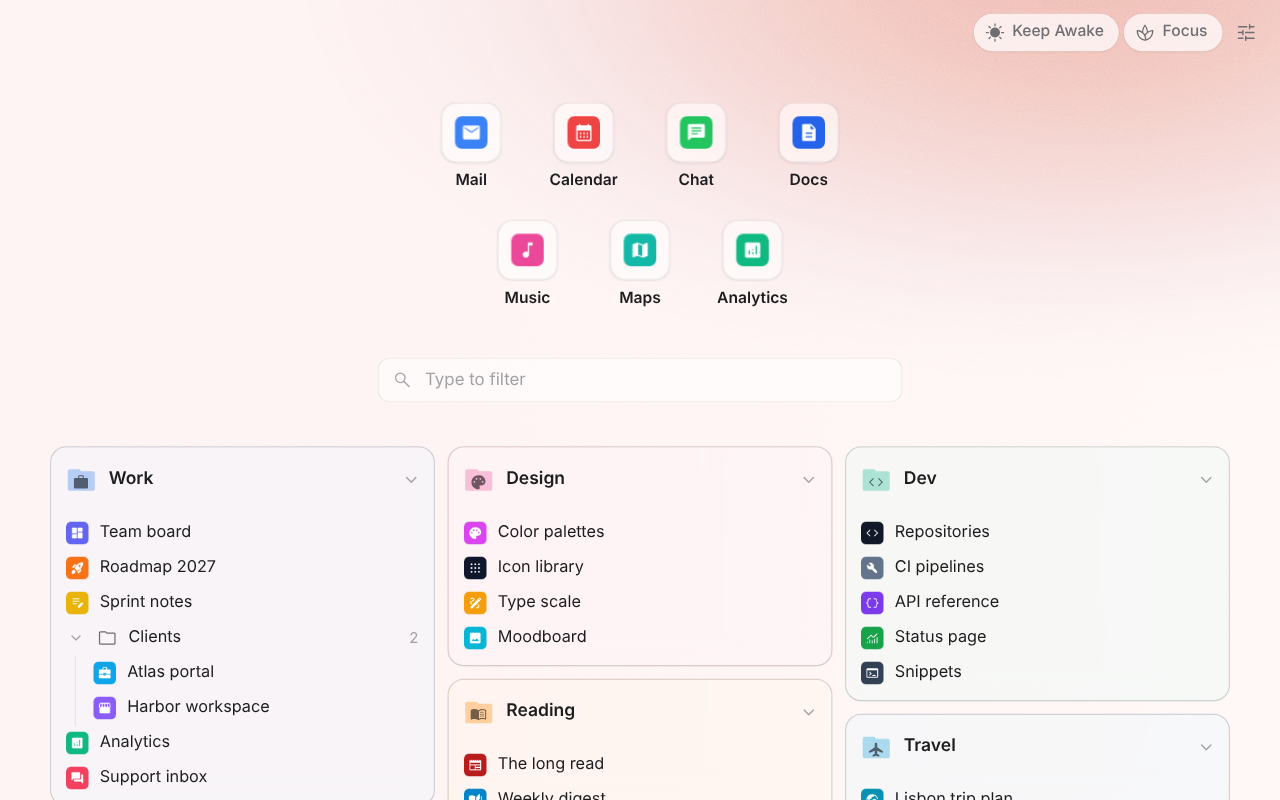 Keep Awake
Focus
Mail
Calendar
Chat
Docs
Music
Maps
Analytics
Type to filter
Work
Team board
Roadmap 2027
Sprint notes
Clients
2
Atlas portal
Harbor workspace
Analytics
Support inbox
Design
Color palettes
Icon library
Type scale
Moodboard
Reading
The long read
Weekly digest
Dev
Repositories
CI pipelines
API reference
Status page
Snippets
Travel
Lisbon trip plan